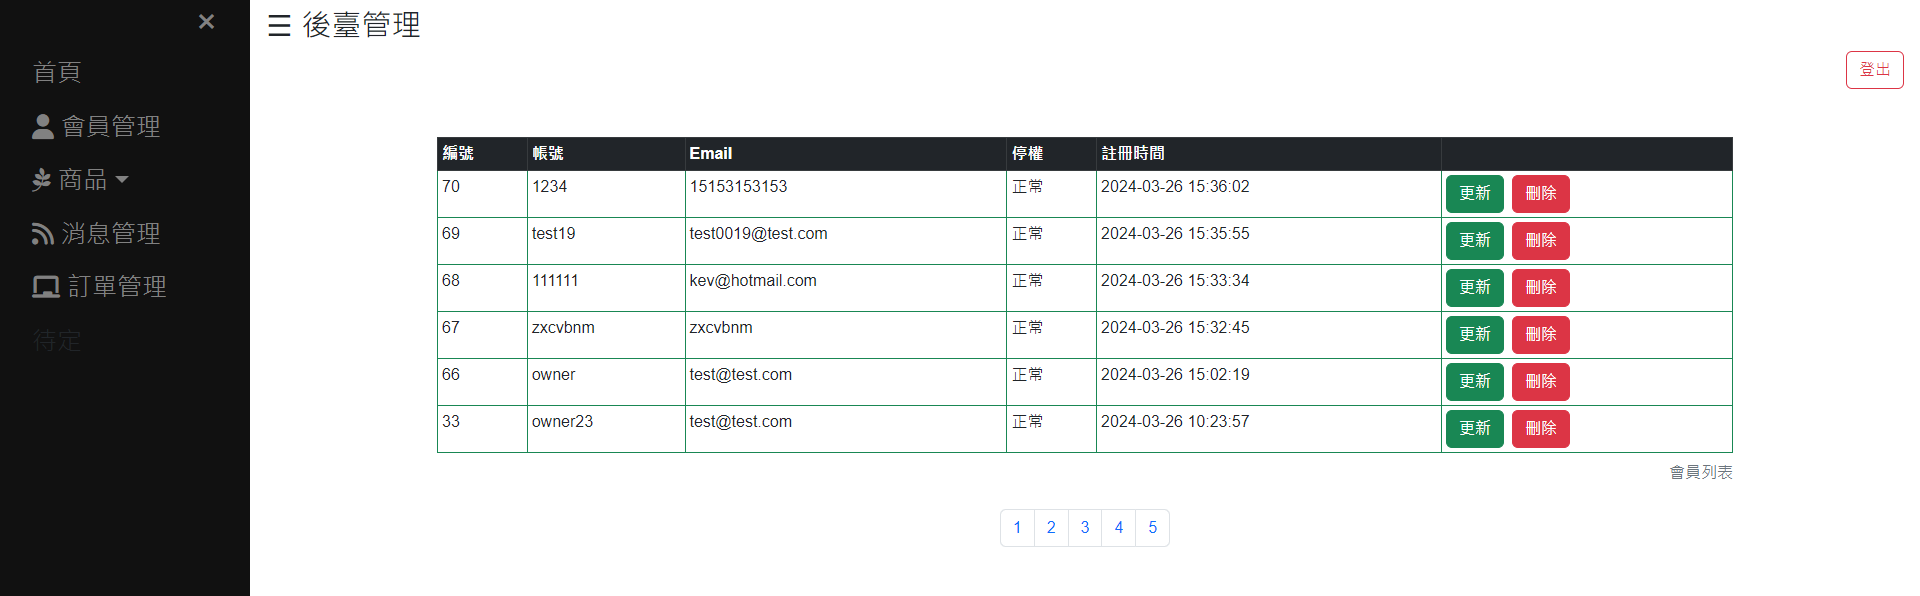 ×
首頁
會員管理
商品
消息管理
訂單管理
待定
☰ 後臺管理
登出
編號 帳號 Email 停權 註冊時間
70 1234 15153153153 正常 2024-03-26 15:36:02 更新 刪除
69 test19 test0019@test.com 正常 2024-03-26 15:35:55 更新 刪除
68 111111 kev@hotmail.com 正常 2024-03-26 15:33:34 更新 刪除
67 zxcvbnm zxcvbnm 正常 2024-03-26 15:32:45 更新 刪除
66 owner test@test.com 正常 2024-03-26 15:02:19 更新 刪除
33 owner23 test@test.com 正常 2024-03-26 10:23:57 更新 刪除
會員列表
1 2 3 4 5